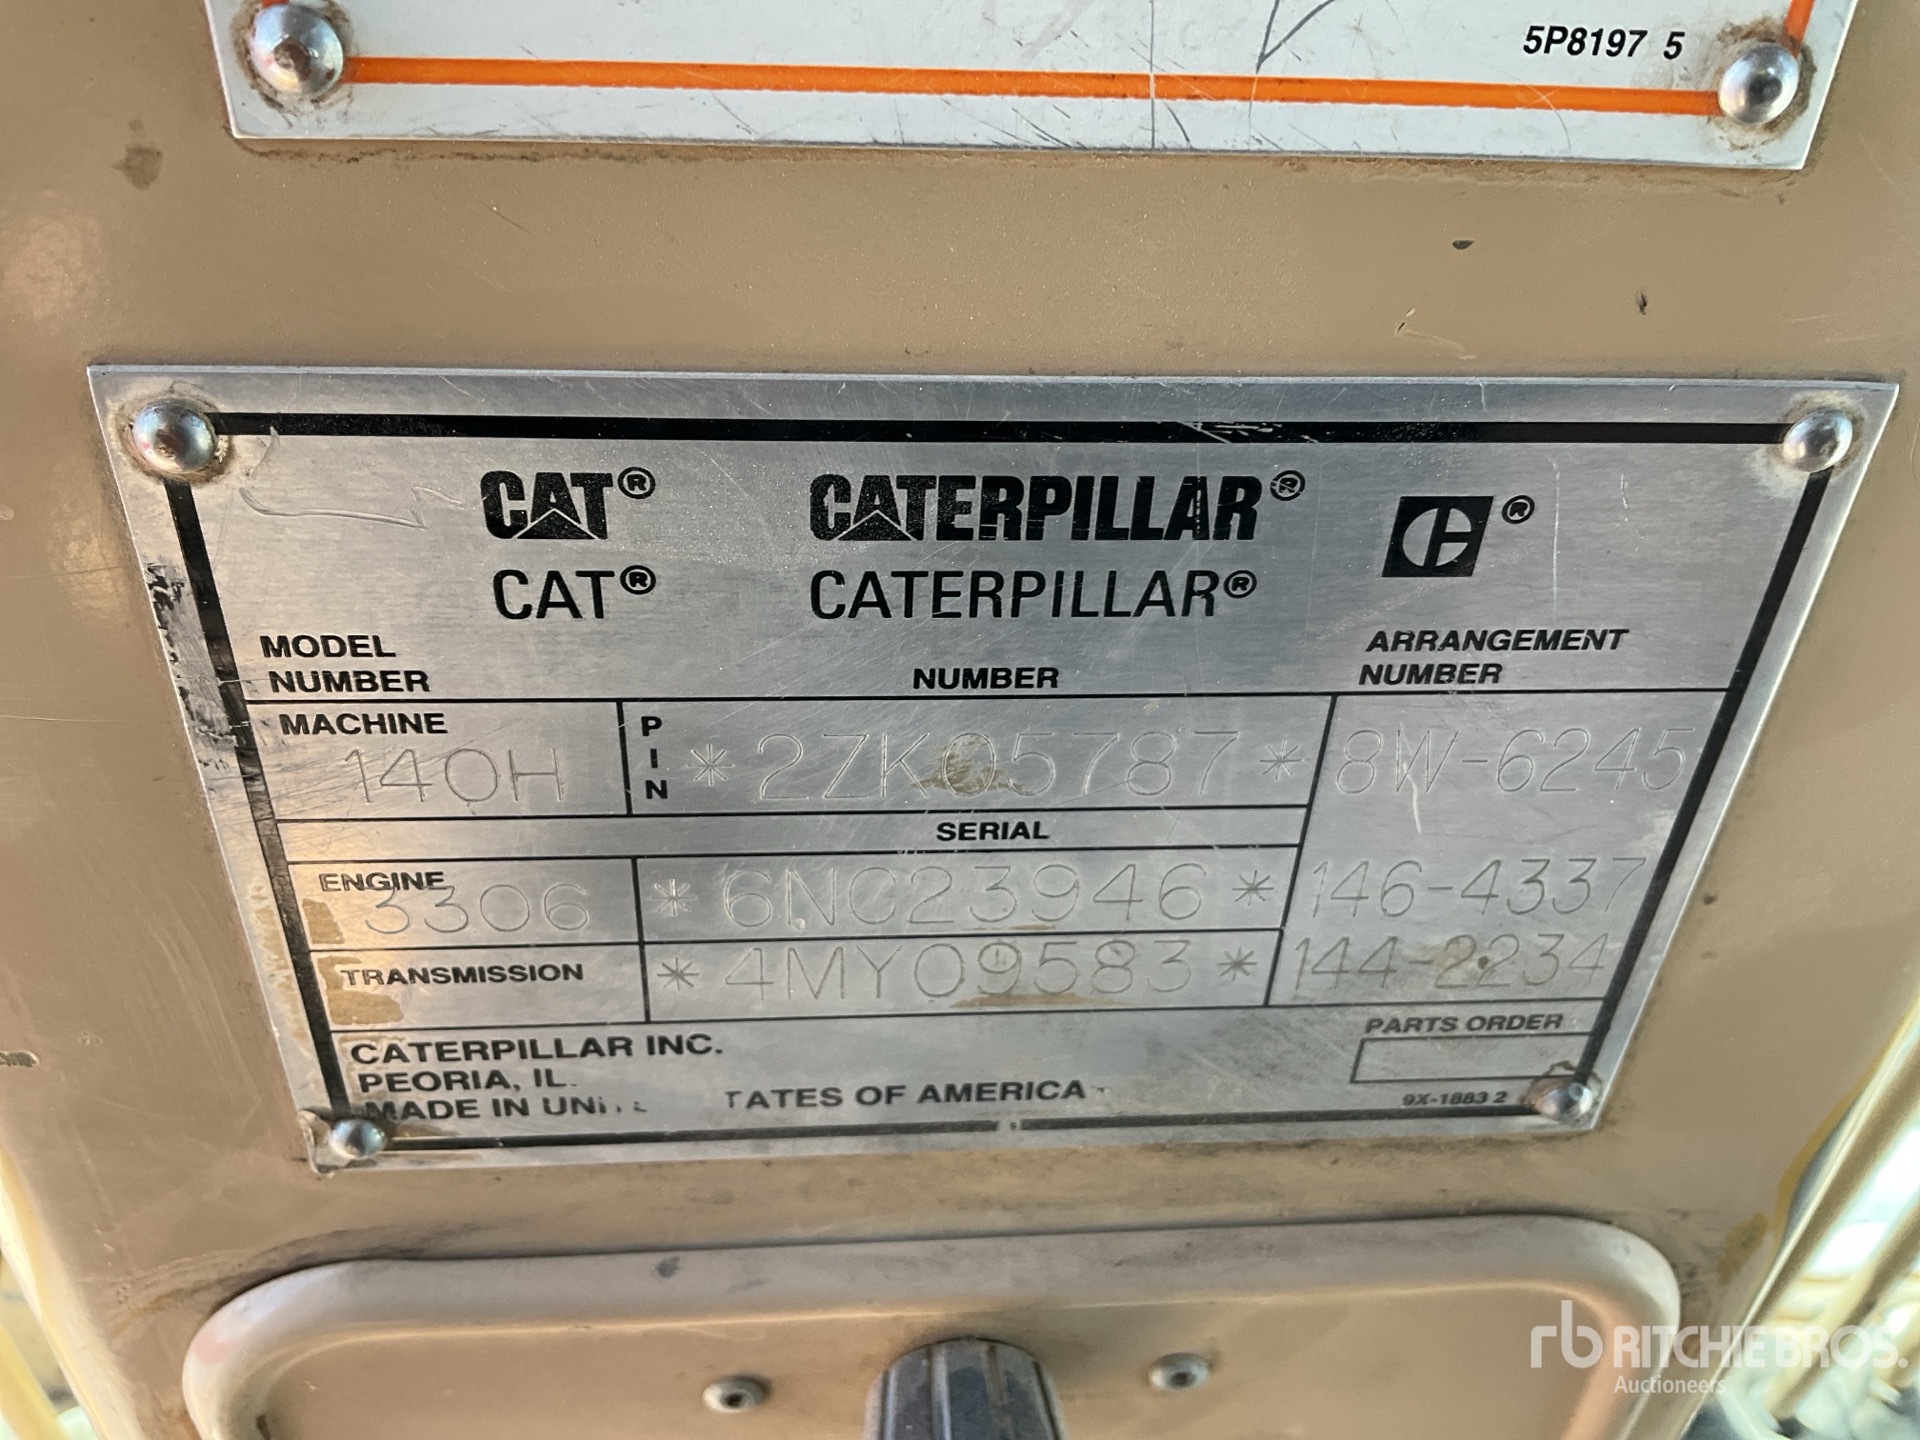 5P8197 5
CAT® CATERPILLAR® ®
CAT® CATERPILLAR®
MODEL NUMBER
NUMBER
ARRANGEMENT NUMBER
MACHINE 140H PIN *2ZK05787* 8W-6245
SERIAL
ENGINE 3306 *6NC23946* 146-4337
TRANSMISSION *4MY09583* 144-2234
CATERPILLAR INC.
PEORIA, IL.
MADE IN UNI TATES OF AMERICA
PARTS ORDER
9X-1883 2
rb RITCHIE BROS.
Auctioneers